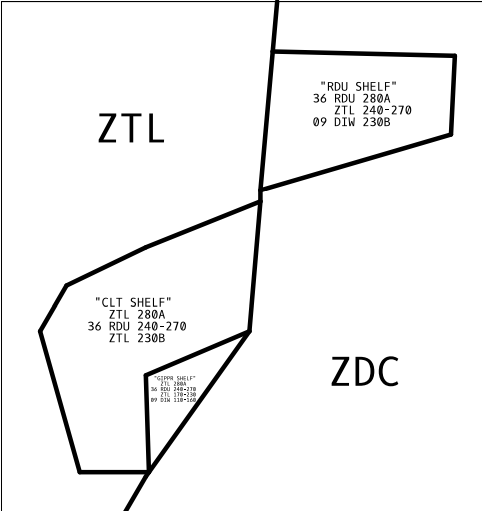 "RDU SHELF"
36 RDU 280A
ZTL 240-270
09 DIW 230B
ZTL
"CLT SHELF"
ZTL 280A
36 RDU 240-270
ZTL 230B
ZDC
"GIPPR SHELF"
ZTL 280A
36 RDU 240-270
ZTL 170-230
09 DIW 110-160